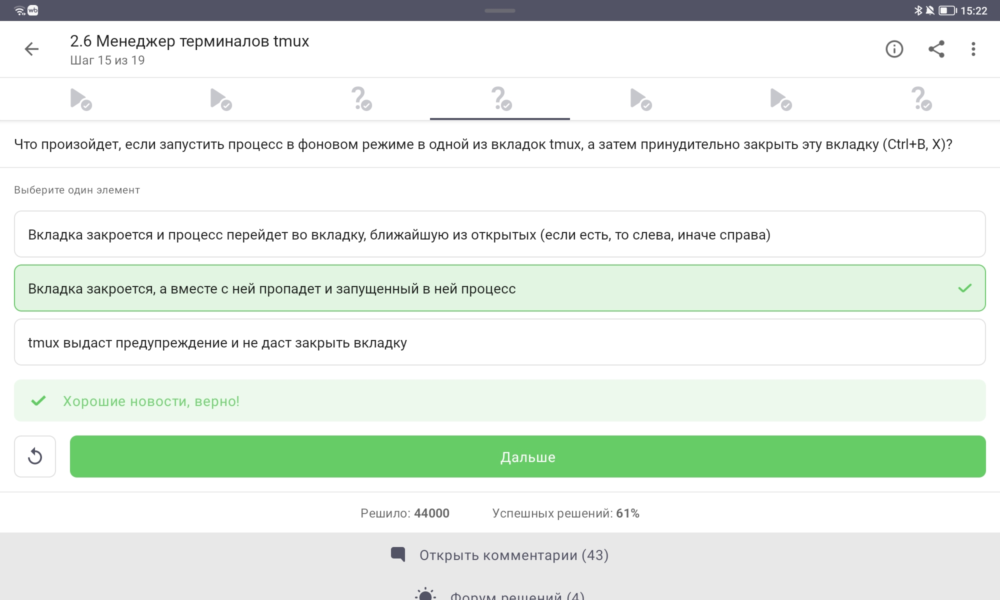 wb
15:22
2.6 Менеджер терминалов tmux
Шаг 15 из 19
Что произойдет, если запустить процесс в фоновом режиме в одной из вкладок tmux, а затем принудительно закрыть эту вкладку (Ctrl+B, X)?
Выберите один элемент
Вкладка закроется и процесс перейдет во вкладку, ближайшую из открытых (если есть, то слева, иначе справа)
Вкладка закроется, а вместе с ней пропадет и запущенный в ней процесс
tmux выдаст предупреждение и не даст закрыть вкладку
Хорошие новости, верно!
Дальше
Решило: 44000 Успешных решений: 61%
Открыть комментарии (43)
Форум решений (4)